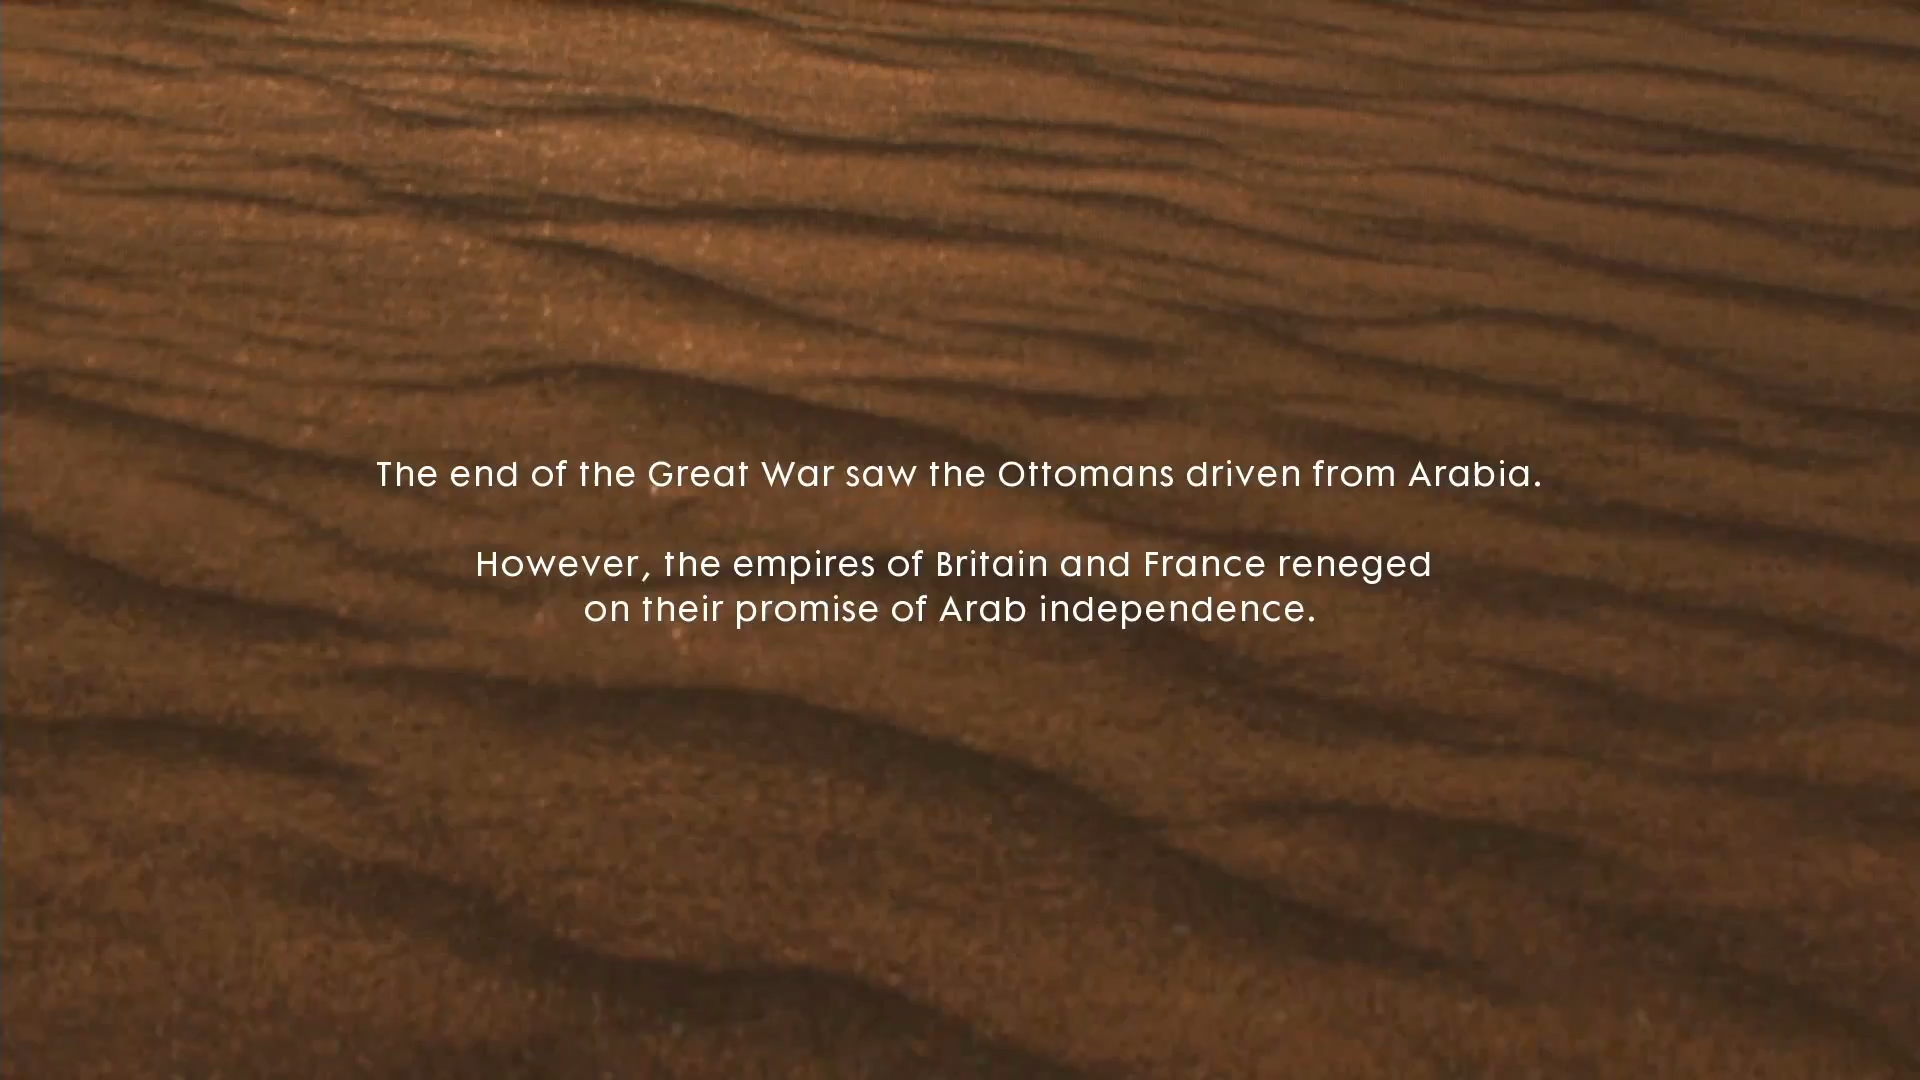 The end of the Great War saw the Ottomans driven from Arabia.
However, the empires of Britain and France reneged
on their promise of Arab independence.